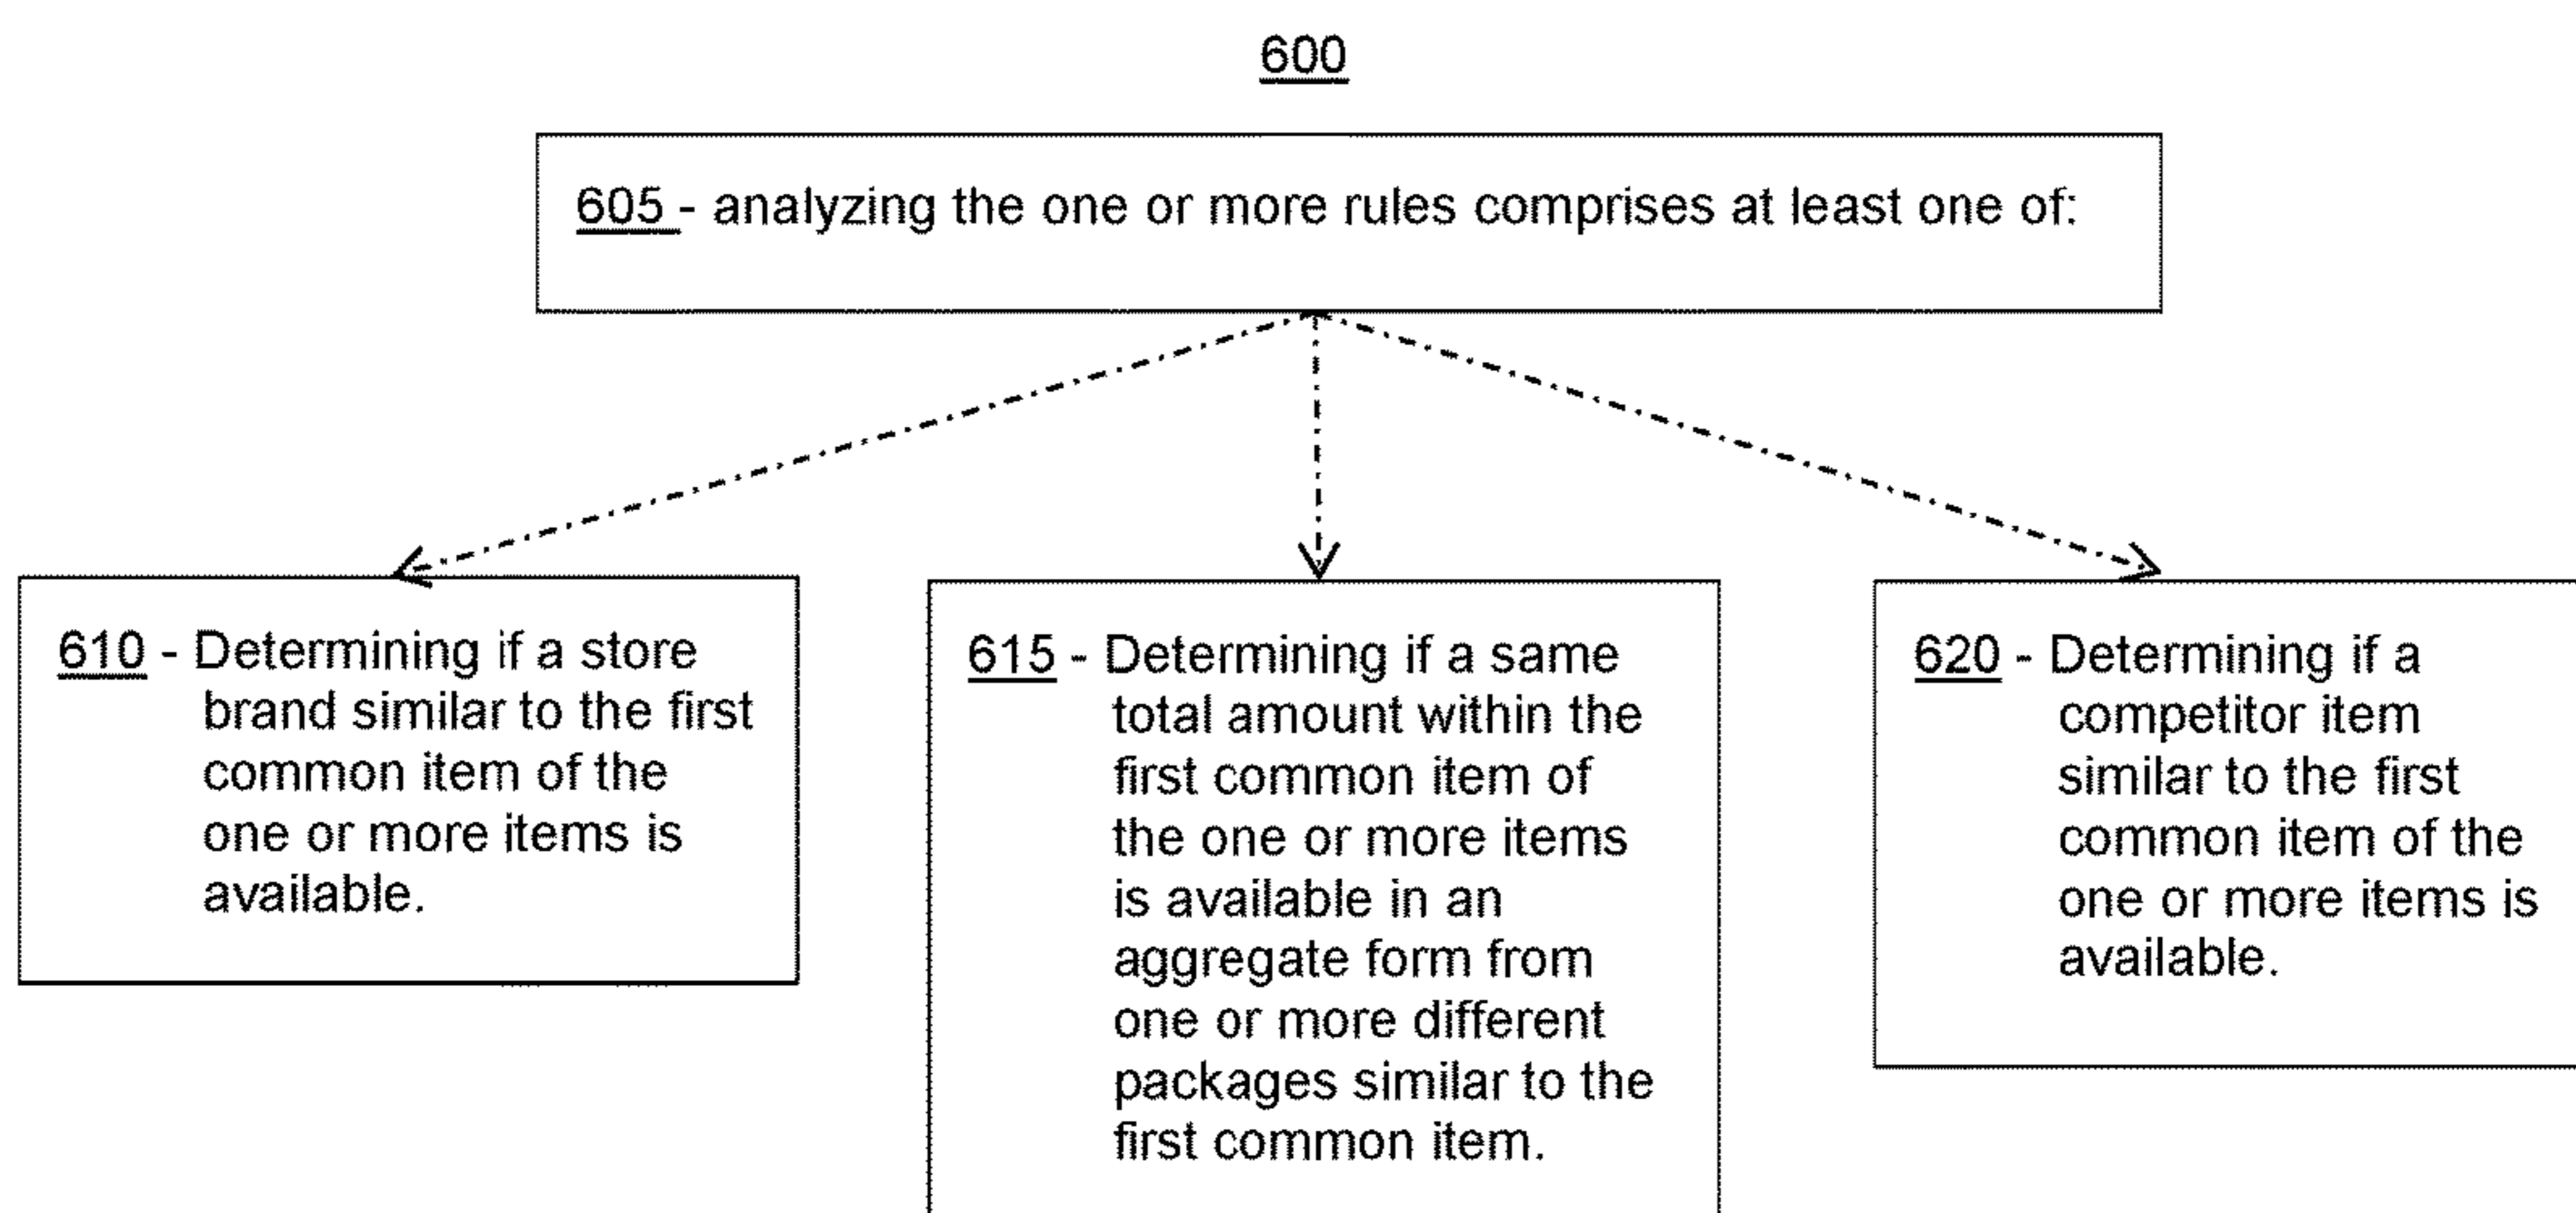 600
605 - analyzing the one or more rules comprises at least one of:
610 - Determining if a store
brand similar to the first
common item of the
one or more items is
available.
615 - Determining if a same
total amount within the
first common item of
the one or more items
is available in an
aggregate form from
one or more different
packages similar to the
first common item.
620 - Determining if a
competitor item
similar to the first
common item of the
one or more items is
available.